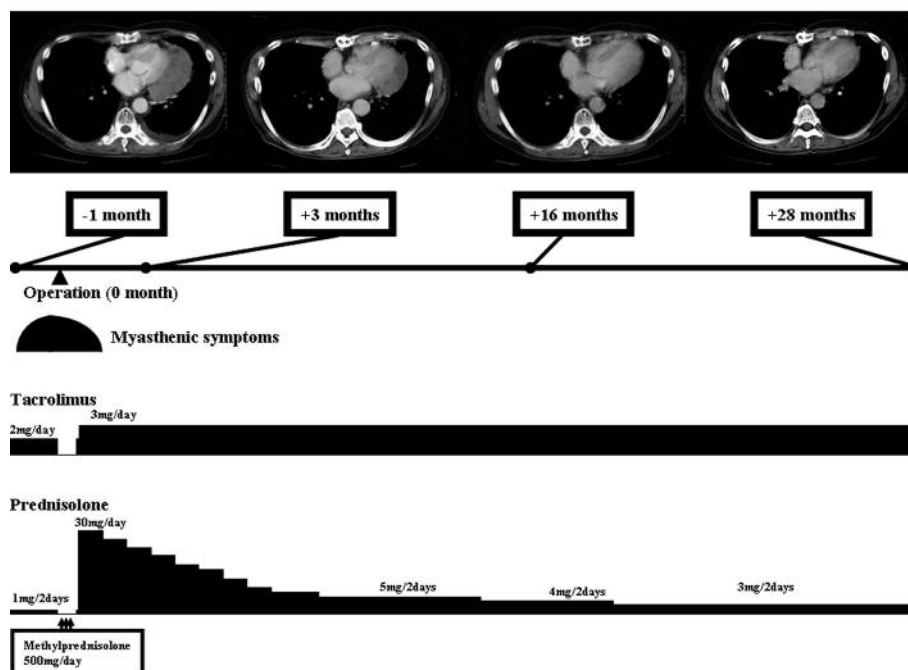 -1 month
+3 months
+16 months
+28 months
Operation (0 month)
Myasthenic symptoms
Tacrolimus
3mg/day
2mg/day
Prednisolone
30mg/day
1mg/2days
5mg/2days
4mg/2days
3mg/2days
Methylprednisolone
500mg/day